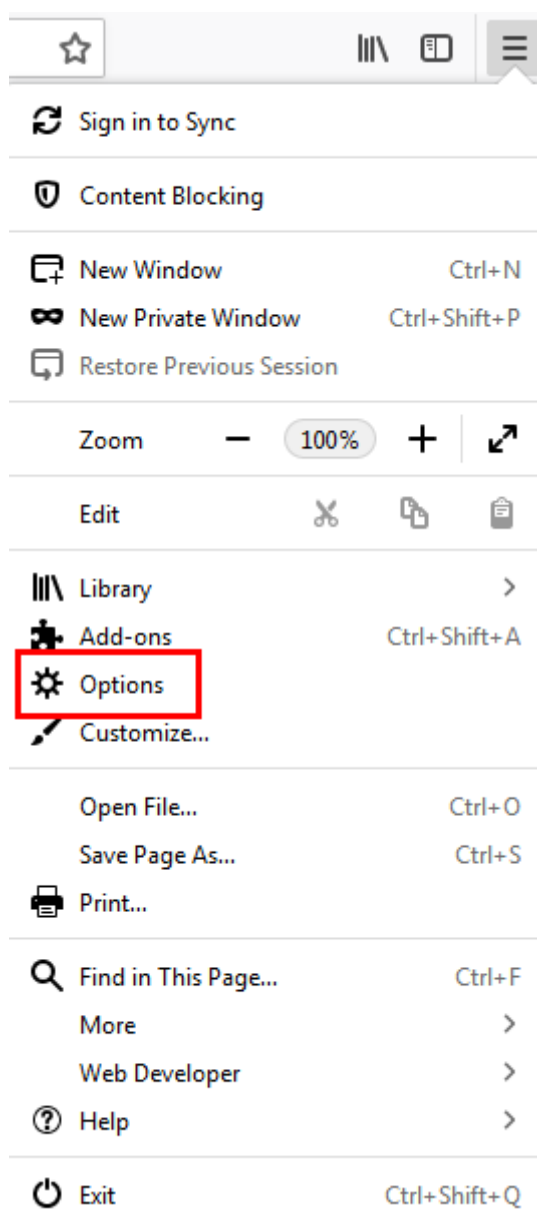 Sign in to Sync
Content Blocking
New Window Ctrl+N
New Private Window Ctrl+Shift+P
Restore Previous Session
Zoom 100%
Edit
Library
Add-ons Ctrl+Shift+A
Options
Customize...
Open File... Ctrl+O
Save Page As... Ctrl+S
Print...
Find in This Page... Ctrl+F
More
Web Developer
Help
Exit Ctrl+Shift+Q